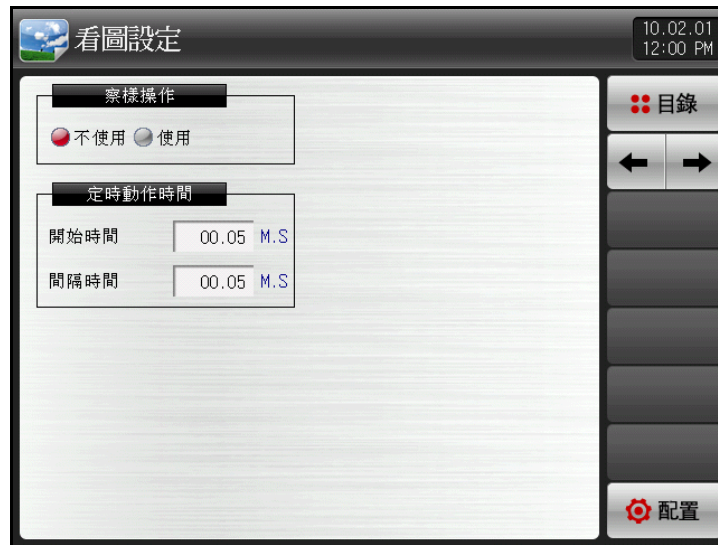 看圖設定
10.02.01
12:00 PM
察樣操作
不使用 使用
定時動作時間
開始時間 00.05 M.S
間隔時間 00.05 M.S
目錄
配置